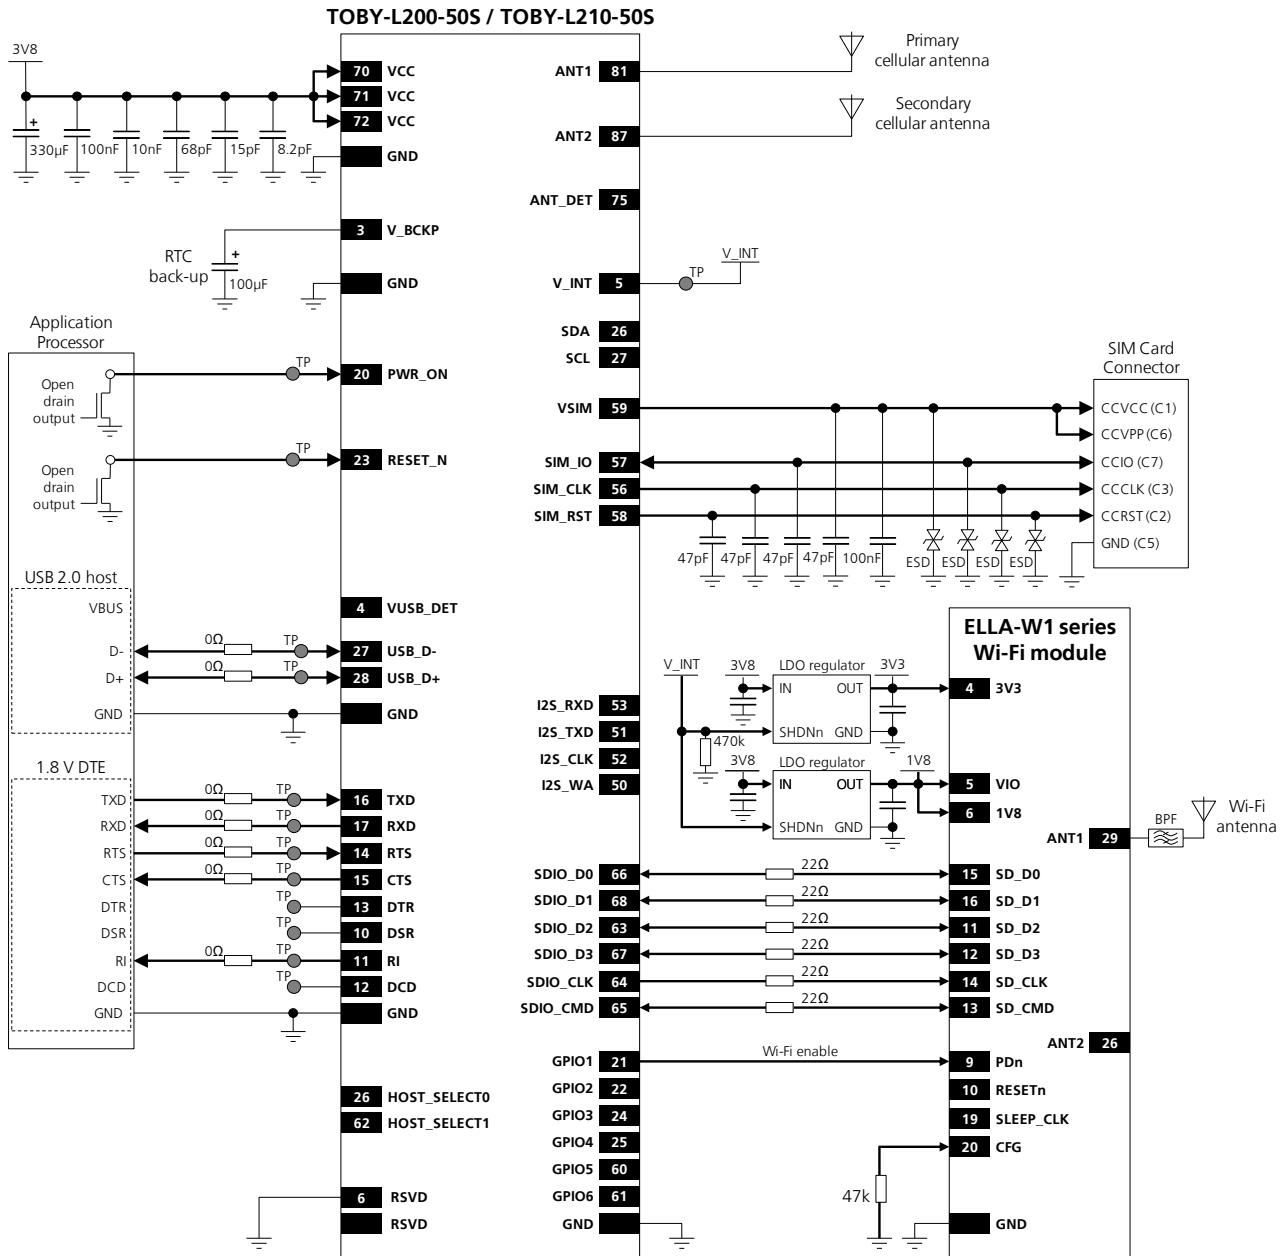 TOBY-L200-50S / TOBY-L210-50S
3V8
70 VCC
71 VCC
72 VCC
GND
+
330µF
100nF
10nF
68pF
15pF
8.2pF
3 V_BCKP
RTC
back-up
+
100µF
GND
Application
Processor
Open
drain
output
TP
20 PWR_ON
Open
drain
output
TP
23 RESET_N
USB 2.0 host
VBUS
4 VUSB_DET
D-
0Ω
TP
27 USB_D-
D+
0Ω
TP
28 USB_D+
GND
GND
1.8 V DTE
TXD
0Ω
TP
16 TXD
RXD
0Ω
TP
17 RXD
RTS
0Ω
TP
14 RTS
CTS
0Ω
TP
15 CTS
DTR
TP
13 DTR
DSR
TP
10 DSR
RI
0Ω
TP
11 RI
DCD
TP
12 DCD
GND
GND
26 HOST_SELECT0
62 HOST_SELECT1
6 RSVD
RSVD
ANT1 81
Primary
cellular antenna
ANT2 87
Secondary
cellular antenna
ANT_DET 75
V_INT 5
TP
V_INT
SDA 26
SCL 27
VSIM 59
SIM_IO 57
SIM_CLK 56
SIM_RST 58
47pF
47pF
47pF
47pF
100nF
ESD
ESD
ESD
ESD
SIM Card
Connector
CCVCC (C1)
CCVPP (C6)
CCIO (C7)
CCCLK (C3)
CCRST (C2)
GND (C5)
I2S_RXD 53
I2S_TXD 51
I2S_CLK 52
I2S_WA 50
V_INT
470k
3V8
LDO regulator
3V3
IN OUT
SHDNn GND
3V8
LDO regulator
1V8
IN OUT
SHDNn GND
ELLA-W1 series
Wi-Fi module
4 3V3
5 VIO
6 1V8
ANT1 29
BPF
Wi-Fi
antenna
SDIO_D0 66
22Ω
15 SD_D0
SDIO_D1 68
22Ω
16 SD_D1
SDIO_D2 63
22Ω
11 SD_D2
SDIO_D3 67
22Ω
12 SD_D3
SDIO_CLK 64
22Ω
14 SD_CLK
SDIO_CMD 65
22Ω
13 SD_CMD
ANT2 26
GPIO1 21
Wi-Fi enable
9 PDn
GPIO2 22
10 RESETn
GPIO3 24
19 SLEEP_CLK
GPIO4 25
20 CFG
GPIO5 60
GPIO6 61
47k
GND
GND